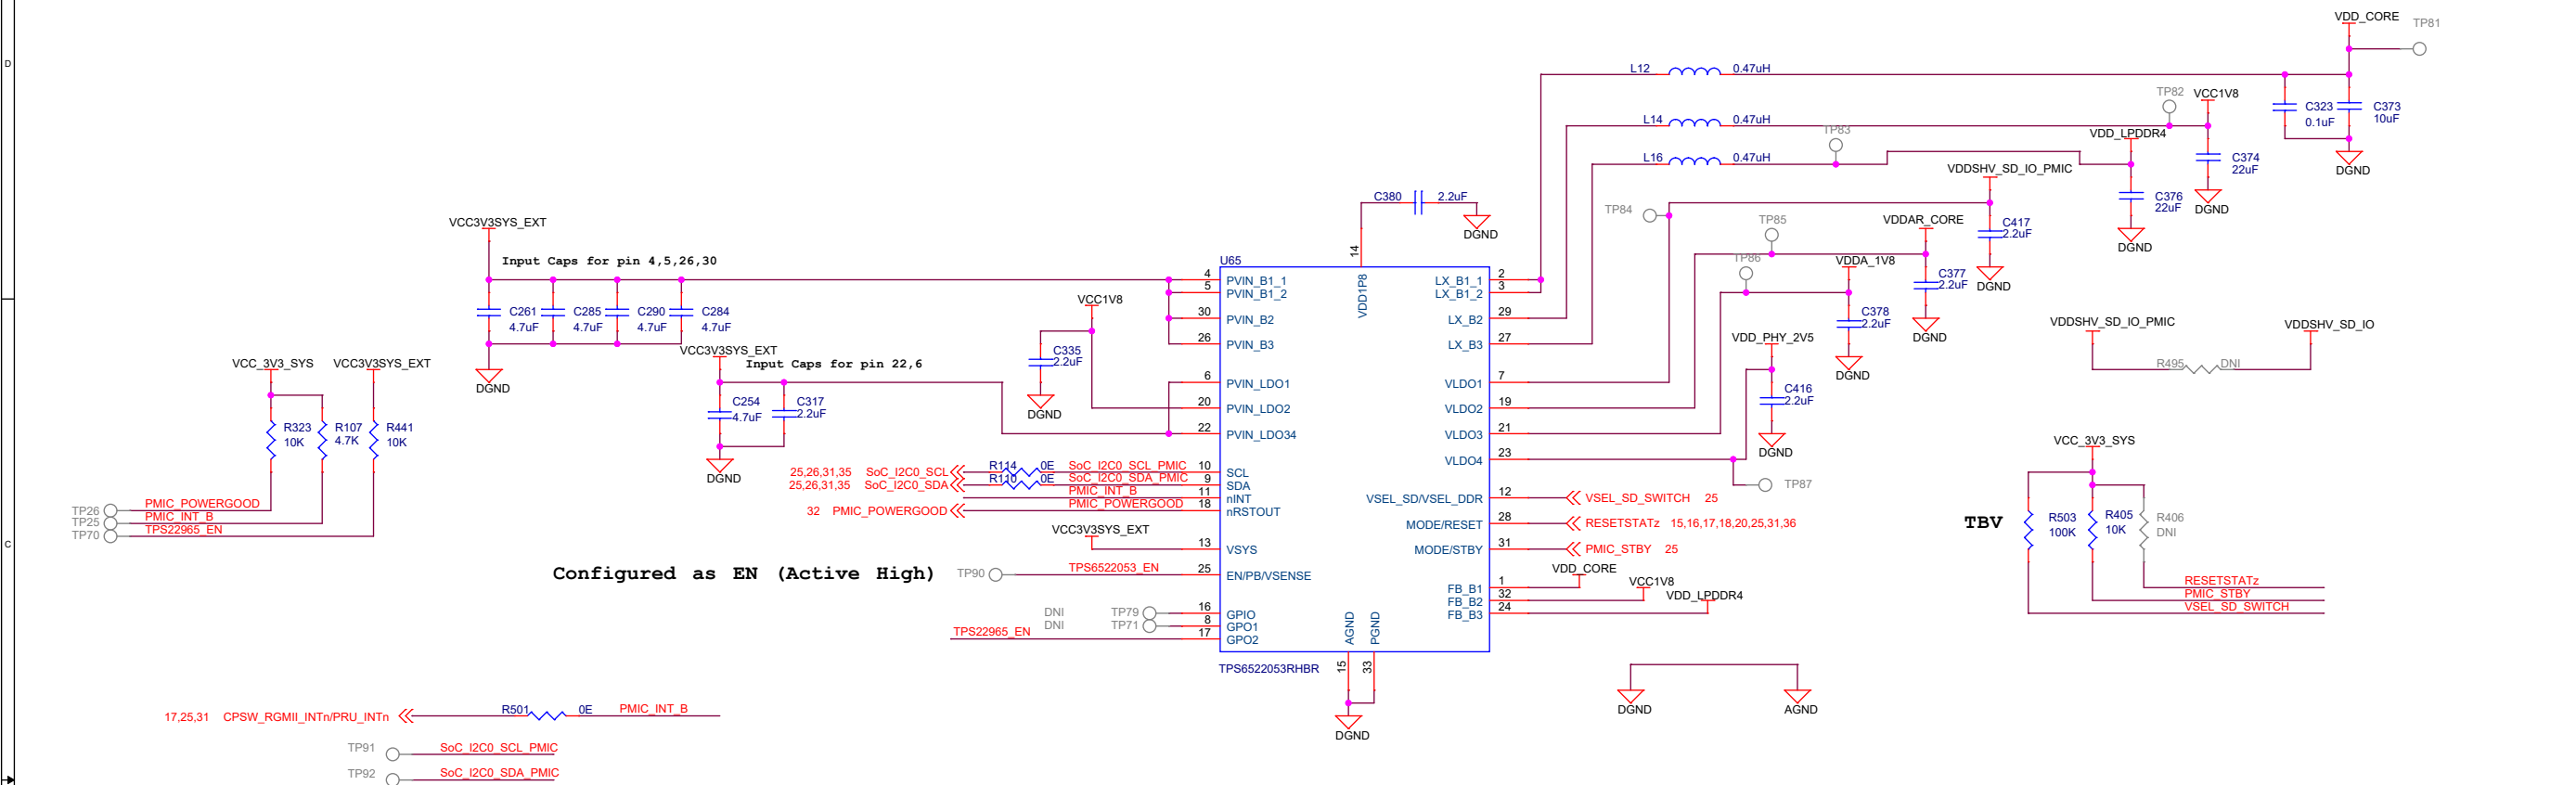 VDD_CORE TP81
D
L12 0.47uH
TP82 VCC1V8
C323 C373
0.1uF 10uF
L14 0.47uH
TP83
VDD_LPDDR4
L16 0.47uH
C374
22uF
DGND
VDDSHV_SD_IO_PMIC
C380 2.2uF
C376
22uF DGND
TP84
TP85
VDDAR_CORE
C417
2.2uF
VCC3V3SYS_EXT
DGND
DGND
14
Input Caps for pin 4,5,26,30
U65
TP86
VDDA_1V8
C377
2.2uF DGND
4 PVIN_B1_1
5 PVIN_B1_2
30 PVIN_B2
26 PVIN_B3
6 PVIN_LDO1
20 PVIN_LDO2
22 PVIN_LDO34
10 SCL
9 SDA
11 nINT
18 nRSTOUT
13 VSYS
25 EN/PB/VSENSE
16 GPIO
8 GPO1
17 GPO2
VDD1P8
LX_B1_1 2
LX_B1_2 3
LX_B2 29
LX_B3 27
VLDO1 7
VLDO2 19
VLDO3 21
VLDO4 23
VSEL_SD/VSEL_DDR 12
MODE/RESET 28
MODE/STBY 31
FB_B1 1
FB_B2 32
FB_B3 24
AGND
PGND
15
33
TPS6522053RHBR
DGND
C261 C285 C290 C284
4.7uF 4.7uF 4.7uF 4.7uF
DGND
VCC1V8
C335
2.2uF
DGND
C378
2.2uF
DGND
DGND
VDD_PHY_2V5
C416
2.2uF
DGND
TP87
VDDSHV_SD_IO_PMIC VDDSHV_SD_IO
R495 DNI
VCC3V3SYS_EXT
Input Caps for pin 22,6
C254 C317
4.7uF 2.2uF
DGND
VCC_3V3_SYS VCC3V3SYS_EXT
R323 R107 R441
10K 4.7K 10K
TP26 PMIC_POWERGOOD
TP25 PMIC_INT_B
TP70 TPS22965_EN
25,26,31,35 SoC_I2C0_SCL R114 0E SoC_I2C0_SCL_PMIC
25,26,31,35 SoC_I2C0_SDA R110 0E SoC_I2C0_SDA_PMIC
PMIC_INT_B
32 PMIC_POWERGOOD PMIC_POWERGOOD
VCC3V3SYS_EXT
C
Configured as EN (Active High) TP90 TPS6522053_EN
DNI TP79
DNI TP71
TPS22965_EN
VSEL_SD_SWITCH 25
RESETSTATz 15,16,17,18,20,25,31,36
PMIC_STBY 25
VDD_CORE
VCC1V8
VDD_LPDDR4
VCC_3V3_SYS
TBV
R503 R405 R406
100K 10K DNI
RESETSTATz
PMIC_STBY
VSEL_SD_SWITCH
DGND AGND
17,25,31 CPSW_RGMII_INTn/PRU_INTn R501 0E PMIC_INT_B
TP91 SoC_I2C0_SCL_PMIC
TP92 SoC_I2C0_SDA_PMIC